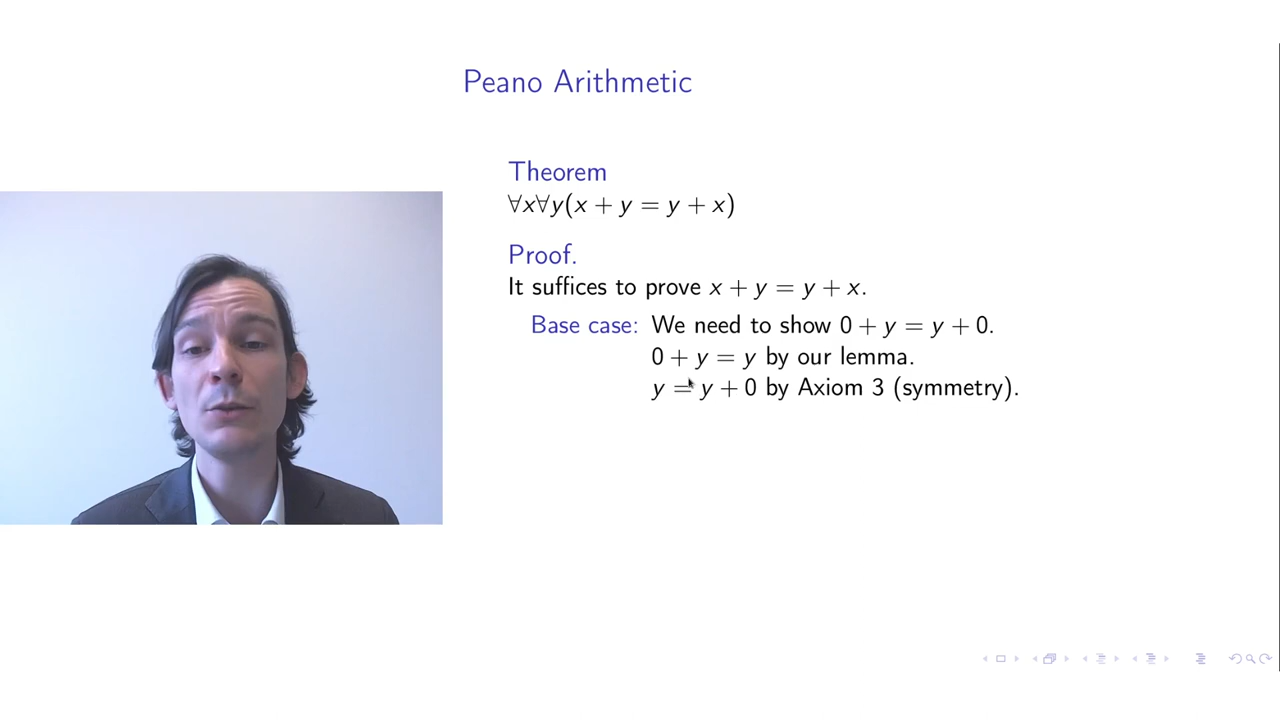 Peano Arithmetic
Theorem
∀x∀y(x + y = y + x)
Proof.
It suffices to prove x + y = y + x.
Base case: We need to show 0 + y = y + 0.
0 + y = y by our lemma.
y = y + 0 by Axiom 3 (symmetry).